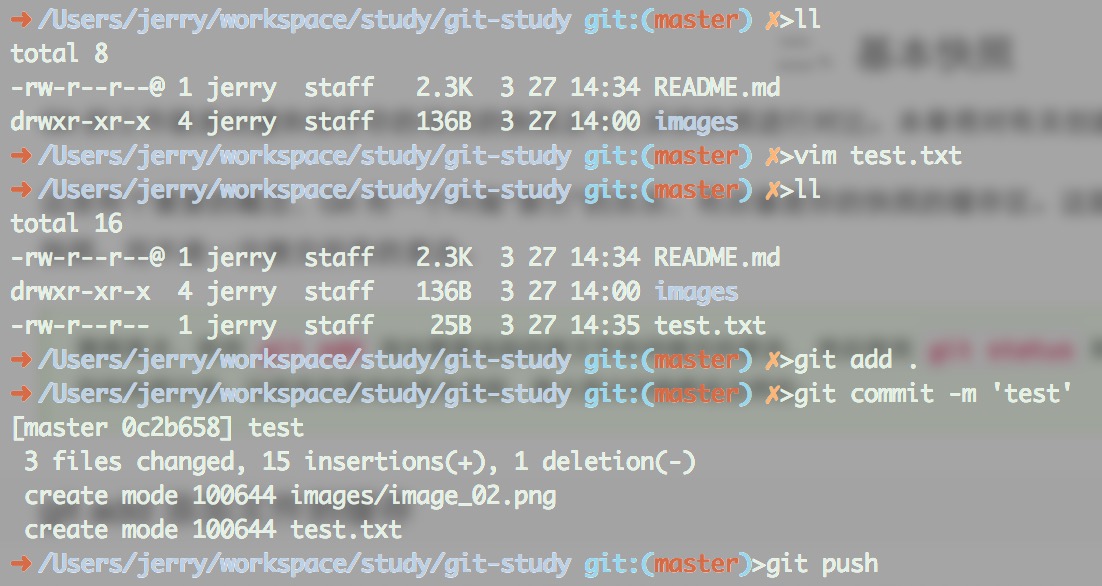 ➜ /Users/jerry/workspace/study/git-study git:(master) ✗>ll
total 8
-rw-r--r--@ 1 jerry  staff   2.3K  3 27 14:34 README.md
drwxr-xr-x  4 jerry  staff   136B  3 27 14:00 images
➜ /Users/jerry/workspace/study/git-study git:(master) ✗>vim test.txt
➜ /Users/jerry/workspace/study/git-study git:(master) ✗>ll
total 16
-rw-r--r--@ 1 jerry  staff   2.3K  3 27 14:34 README.md
drwxr-xr-x  4 jerry  staff   136B  3 27 14:00 images
-rw-r--r--  1 jerry  staff    25B  3 27 14:35 test.txt
➜ /Users/jerry/workspace/study/git-study git:(master) ✗>git add .
➜ /Users/jerry/workspace/study/git-study git:(master) ✗>git commit -m 'test'
[master 0c2b658] test
 3 files changed, 15 insertions(+), 1 deletion(-)
 create mode 100644 images/image_02.png
 create mode 100644 test.txt
➜ /Users/jerry/workspace/study/git-study git:(master)>git push